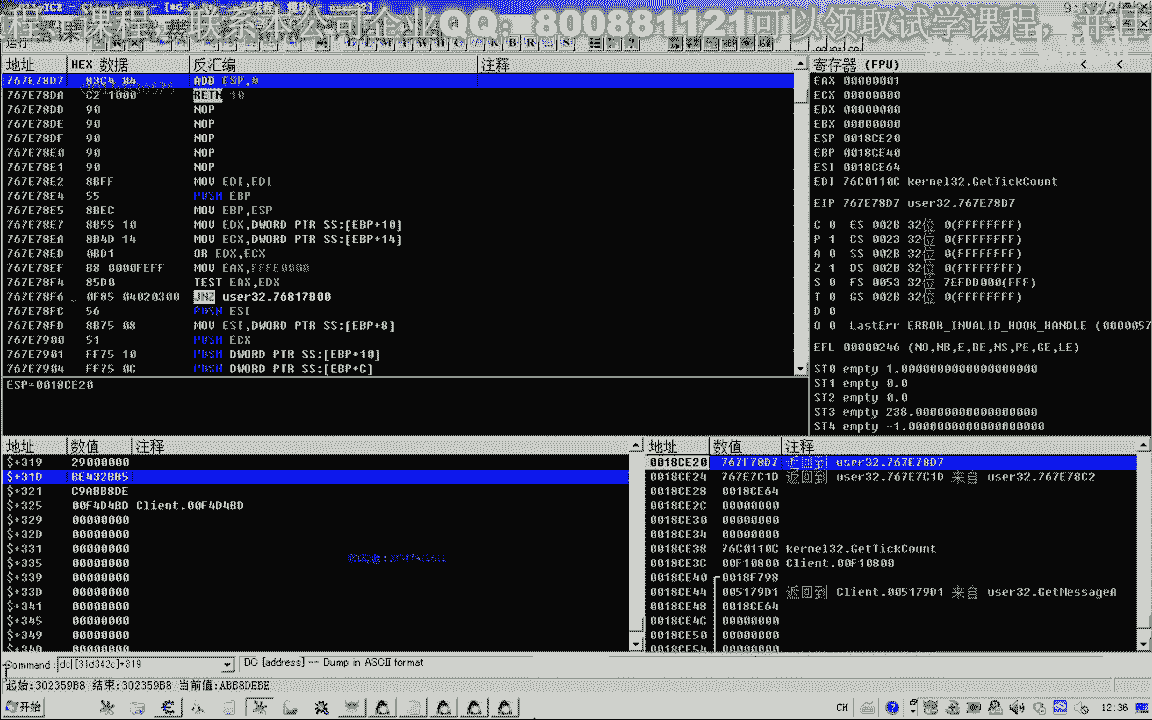 程，联系本公司企业QQ：800881121可以领取试学课程，并
地址 HEX 数据 反汇编 注释
767E78D7 83C4 04 ADD ESP,4
767E78DA C2 1000 RETN 10
767E78DD 90 NOP
767E78DE 90 NOP
767E78DF 90 NOP
767E78E0 90 NOP
767E78E1 90 NOP
767E78E2 8BFF MOV EDI,EDI
767E78E4 55 PUSH EBP
767E78E5 8BEC MOV EBP,ESP
767E78E7 8B55 10 MOV EDX,DWORD PTR SS:[EBP+10]
767E78EA 8B4D 14 MOV ECX,DWORD PTR SS:[EBP+14]
767E78ED 0BD1 OR EDX,ECX
767E78EF B8 0000FEFF MOV EAX,FFFE0000
767E78F4 85D0 TEST EAX,EDX
767E78F6 0F85 04020300 JNZ user32.76817B00
767E78FC 56 PUSH ESI
767E78FD 8B75 08 MOV ESI,DWORD PTR SS:[EBP+8]
767E7900 51 PUSH ECX
767E7901 FF75 10 PUSH DWORD PTR SS:[EBP+10]
767E7904 FF75 0C PUSH DWORD PTR SS:[EBP+C]
ESP=0018CE20
寄存器 (FPU) < <
EAX 00000001
ECX 00000000
EDX 00000000
EBX 00000000
ESP 0018CE20
EBP 0018CE40
ESI 0018CE64
EDI 76C0110C kernel32.GetTickCount
EIP 767E78D7 user32.767E78D7
C 0 ES 002B 32位 0(FFFFFFFF)
P 1 CS 0023 32位 0(FFFFFFFF)
A 0 SS 002B 32位 0(FFFFFFFF)
Z 1 DS 002B 32位 0(FFFFFFFF)
S 0 FS 0053 32位 7EFDD000(FFF)
T 0 GS 002B 32位 0(FFFFFFFF)
D 0
O 0 LastErr ERROR_INVALID_HOOK_HANDLE (0000057
EFL 00000246 (NO,NB,E,BE,NS,PE,GE,LE)
ST0 empty 1.0000000000000000000
ST1 empty 0.0
ST2 empty 0.0
ST3 empty 238.00000000000000000
ST4 empty -1.0000000000000000000
地址 数值 注释
$+319 29000000
$+31D BE432BB5
$+321 C9ABB8DE
$+325 00F4D4BD Client.00F4D4BD
$+329 00000000
$+32D 00000000
$+331 00000000
$+335 00000000
$+339 00000000
$+33D 00000000
$+341 00000000
$+345 00000000
$+349 00000000
地址 数值 注释
0018CE20 767E78D7 返回到 user32.767E78D7
0018CE24 767E7C1D 返回到 user32.767E7C1D 来自 user32.767E78C2
0018CE28 0018CE64
0018CE2C 00000000
0018CE30 00000000
0018CE34 00000000
0018CE38 76C0110C kernel32.GetTickCount
0018CE3C 00F10800 Client.00F10800
0018CE40 0018F798
0018CE44 005179D1 返回到 Client.005179D1 来自 user32.GetMessageA
0018CE48 0018CE64
0018CE4C 00000000
0018CE50 00000000
0018CE54 00000000
Command: dc [31d342c]+319 DC [address] -- Dump in ASCII format
起始:302359B8 结束:302359B8 当前值:ABB8DEBE
开始 CH 12:36